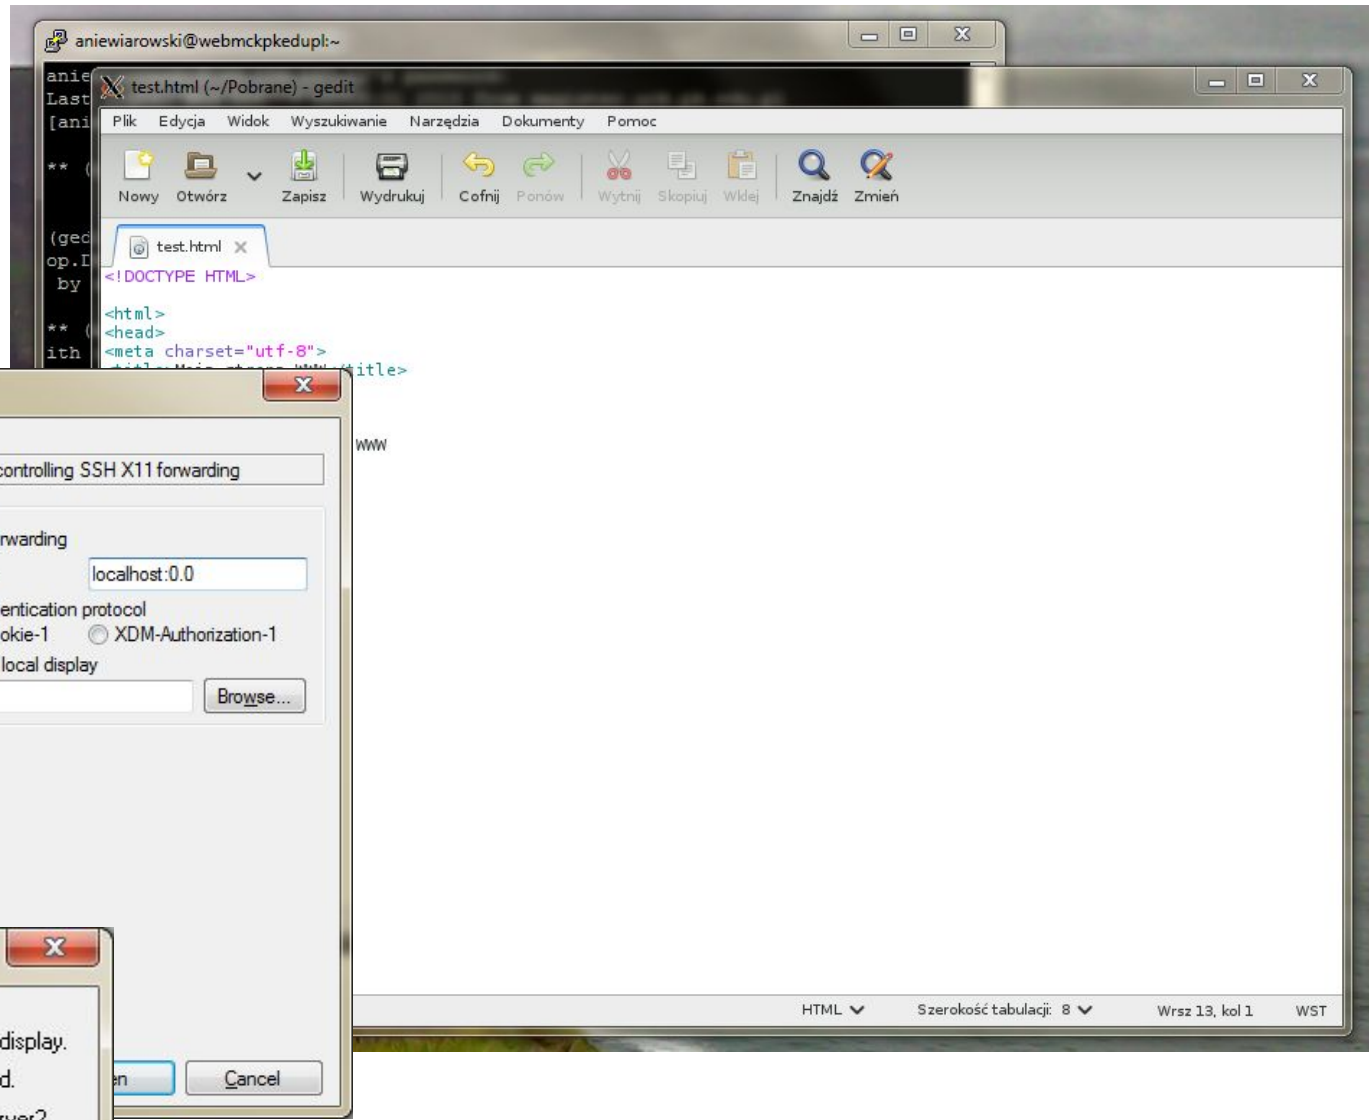 aniewiarowski@webmckpkedupl:~
anie
Last
[ani
** (
(ged
op.D
by
** (
ith
test.html (~/Pobrane) - gedit
Plik Edycja Widok Wyszukiwanie Narzędzia Dokumenty Pomoc
Nowy Otwórz Zapisz Wydrukuj Cofnij Ponów Wytnij Skopiuj Wklej Znajdź Zmień
test.html
<!DOCTYPE HTML>
<html>
<head>
<meta charset="utf-8">
title>
WWW
controlling SSH X11 forwarding
rwarding
localhost:0.0
entication protocol
okie-1 XDM-Authorization-1
local display
Browse...
display.
d.
en Cancel
HTML Szerokość tabulacji: 8 Wrsz 13, kol 1 WST